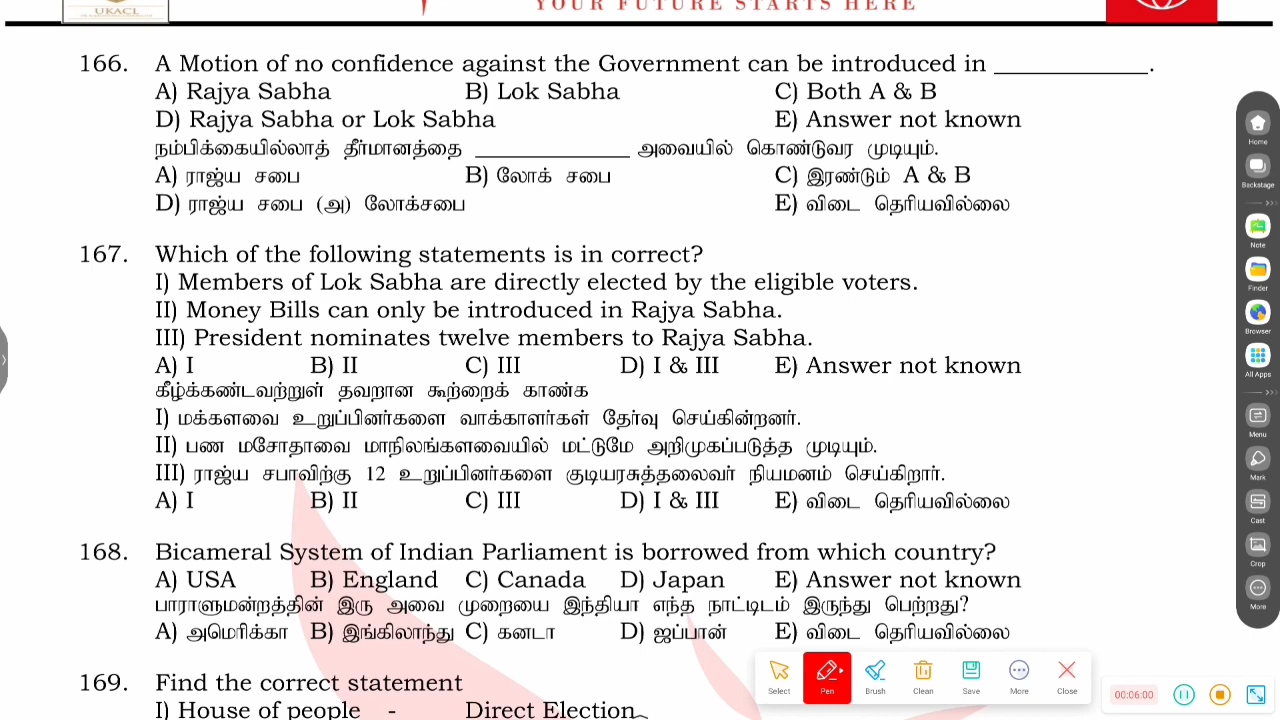 UKACL
YOUR FUTURE STARTS HERE
166. A Motion of no confidence against the Government can be introduced in ____________.
A) Rajya Sabha B) Lok Sabha C) Both A & B
D) Rajya Sabha or Lok Sabha E) Answer not known
நம்பிக்கையில்லாத் தீர்மானத்தை ____________ அவையில் கொண்டுவர முடியும்.
A) ராஜ்ய சபை B) லோக் சபை C) இரண்டும் A & B
D) ராஜ்ய சபை (அ) லோக்சபை E) விடை தெரியவில்லை
167. Which of the following statements is in correct?
I) Members of Lok Sabha are directly elected by the eligible voters.
II) Money Bills can only be introduced in Rajya Sabha.
III) President nominates twelve members to Rajya Sabha.
A) I B) II C) III D) I & III E) Answer not known
கீழ்க்கண்டவற்றுள் தவறான கூற்றைக் காண்க
I) மக்களவை உறுப்பினர்களை வாக்காளர்கள் தேர்வு செய்கின்றனர்.
II) பண மசோதாவை மாநிலங்களவையில் மட்டுமே அறிமுகப்படுத்த முடியும்.
III) ராஜ்ய சபாவிற்கு 12 உறுப்பினர்களை குடியரசுத்தலைவர் நியமனம் செய்கிறார்.
A) I B) II C) III D) I & III E) விடை தெரியவில்லை
168. Bicameral System of Indian Parliament is borrowed from which country?
A) USA B) England C) Canada D) Japan E) Answer not known
பாராளுமன்றத்தின் இரு அவை முறையை இந்தியா எந்த நாட்டிடம் இருந்து பெற்றது?
A) அமெரிக்கா B) இங்கிலாந்து C) கனடா D) ஜப்பான் E) விடை தெரியவில்லை
169. Find the correct statement
I) House of people - Direct Election
Home
Backstage
Note
Finder
Browser
All Apps
Menu
Mark
Cast
Crop
More
Select Pen Brush Clean Save More Close
00:06:00